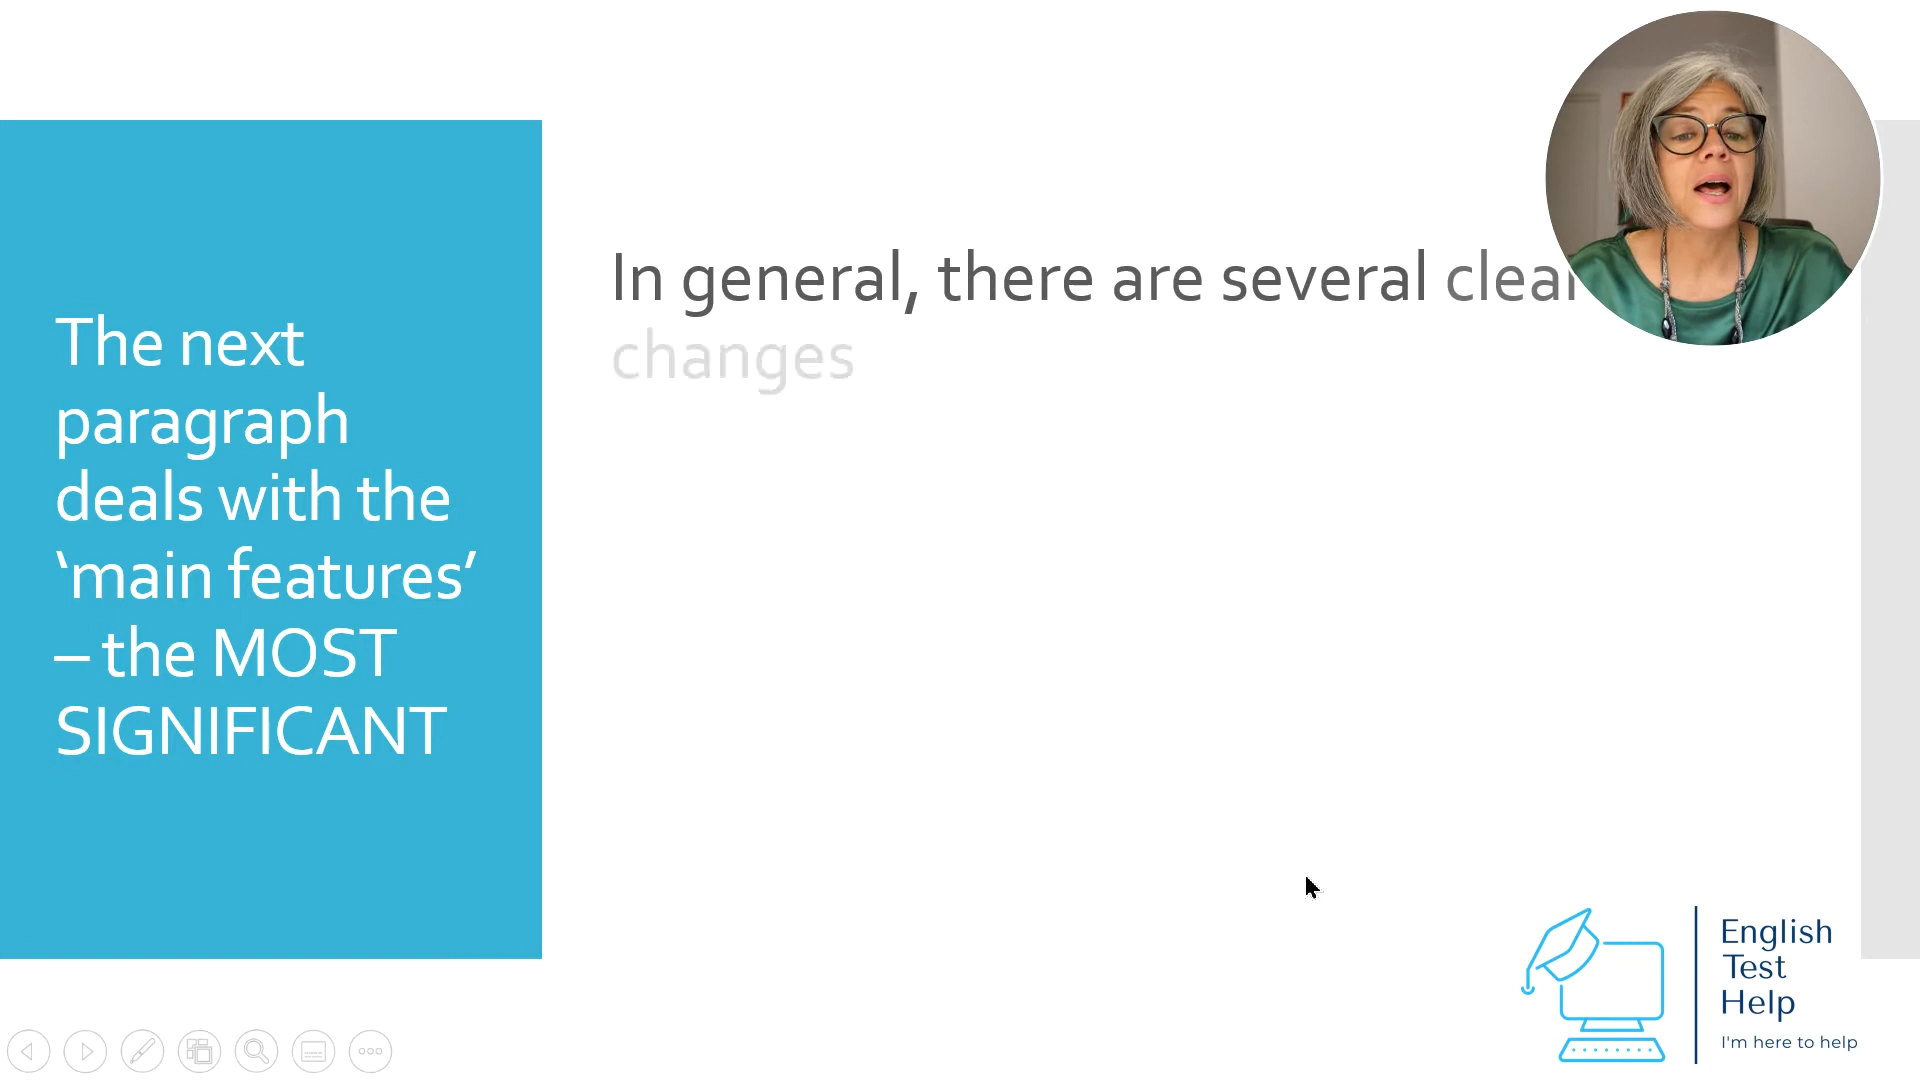 The next
paragraph
deals with the
‘main features’
– the MOST
SIGNIFICANT
In general, there are several clear
changes
English
Test
Help
I'm here to help